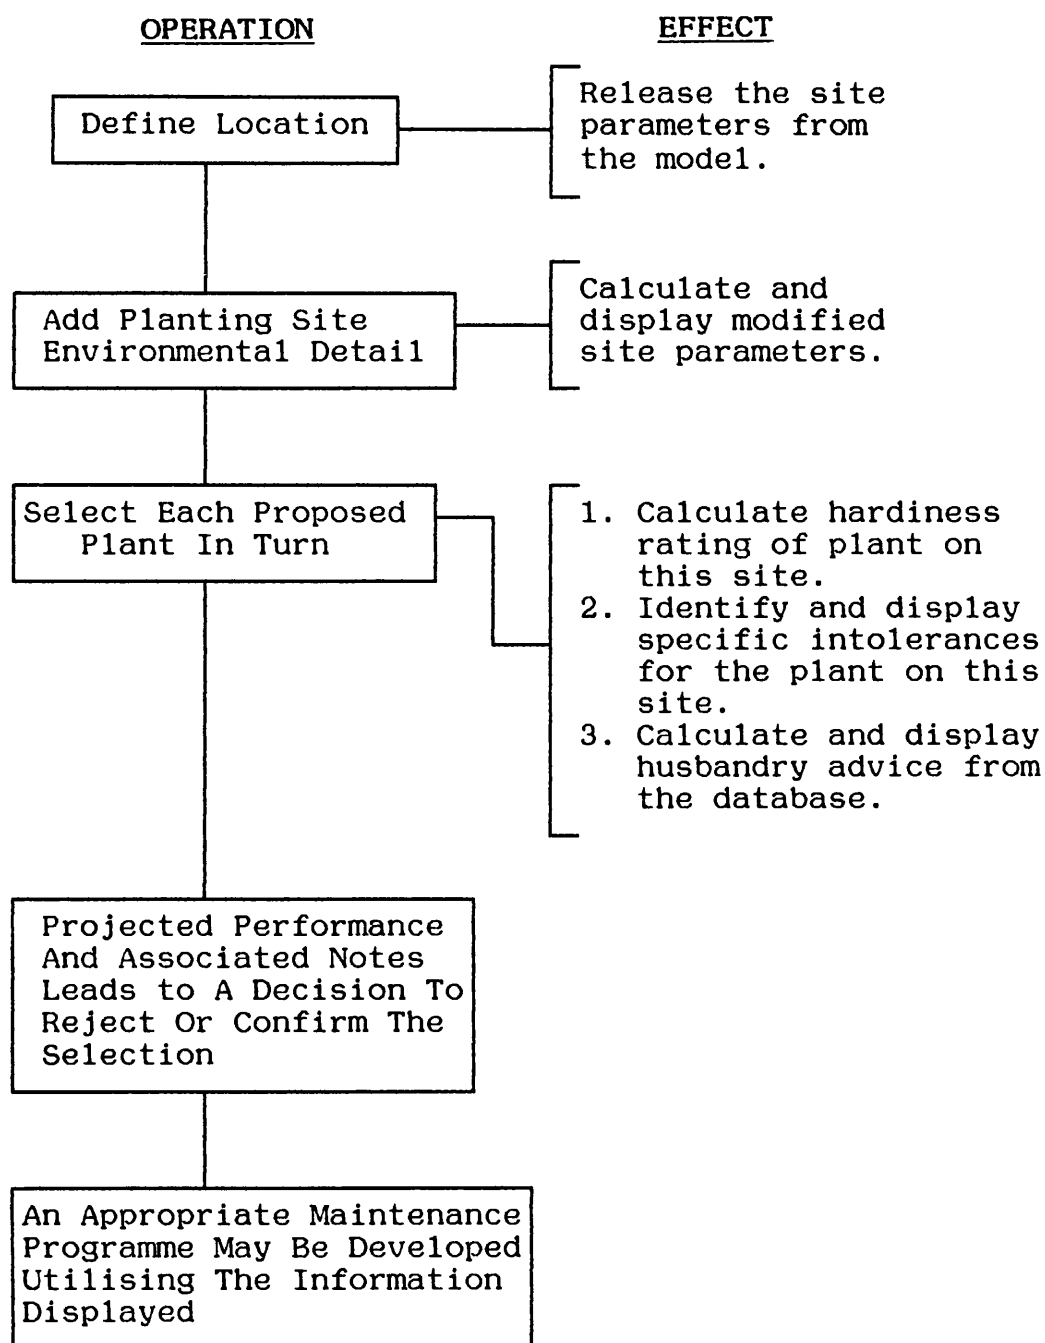 OPERATION
EFFECT
Define Location
Release the site
parameters from
the model.
Add Planting Site
Environmental Detail
Calculate and
display modified
site parameters.
Select Each Proposed
Plant In Turn
1. Calculate hardiness
rating of plant on
this site.
2. Identify and display
specific intolerances
for the plant on this
site.
3. Calculate and display
husbandry advice from
the database.
Projected Performance
And Associated Notes
Leads to A Decision To
Reject Or Confirm The
Selection
An Appropriate Maintenance
Programme May Be Developed
Utilising The Information
Displayed